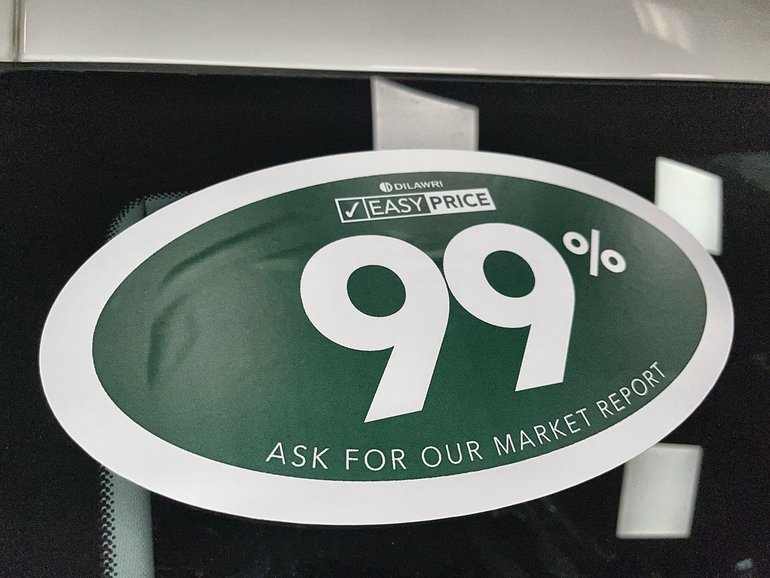 DILAWRI
✓ EASY PRICE
99%
ASK FOR OUR MARKET REPORT